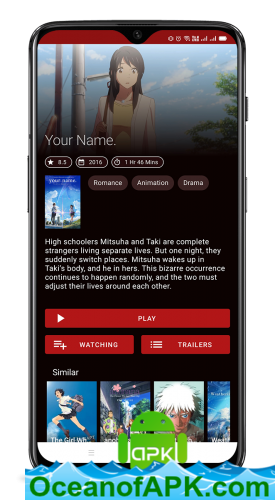 Your Name.
8.5
2016
1 Hr 46 Mins
your name.
Romance
Animation
Drama
High schoolers Mitsuha and Taki are complete
strangers living separate lives. But one night, they
suddenly switch places. Mitsuha wakes up in
Taki's body, and he in hers. This bizarre occurrence
continues to happen randomly, and the two must
adjust their lives around each other.
PLAY
WATCHING
TRAILERS
Similar
The Girl Wh
apk
OceanofAPK.com